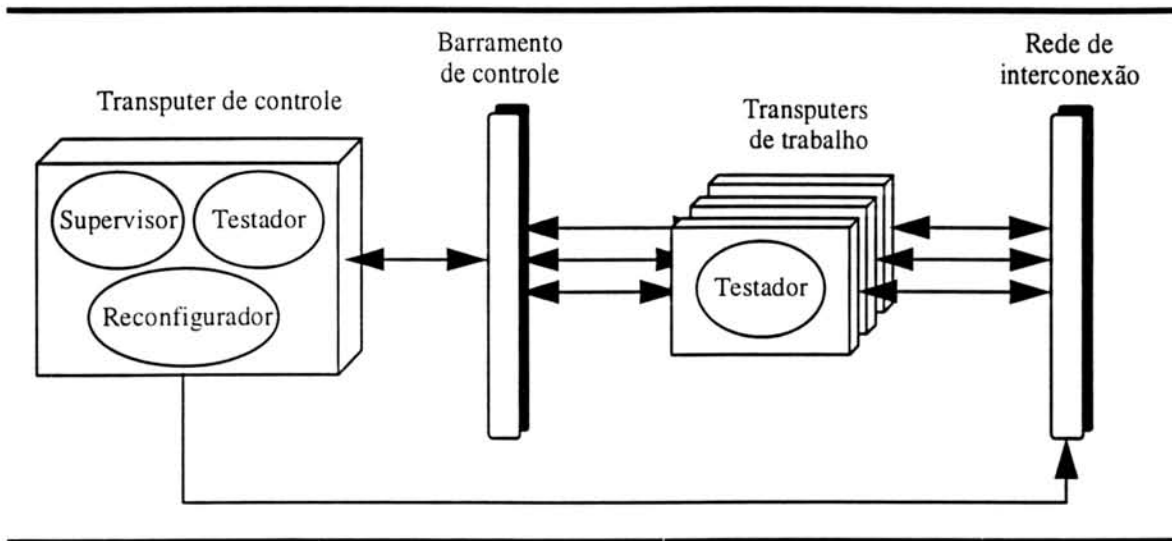 Barramento
de controle
Rede de
interconexão
Transputer de controle
Transputers
de trabalho
Supervisor
Testador
Reconfigurador
Testador